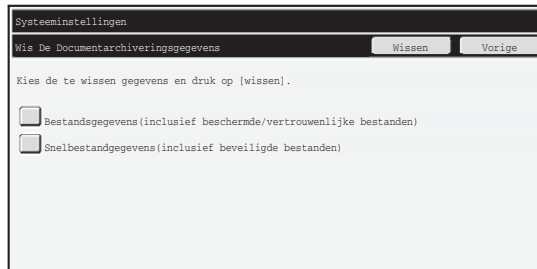 Systeeminstellingen
Wis De Documentarchiveringsgegevens Wissen Vorige
Kies de te wissen gegevens en druk op [wissen].
Bestandsgegevens(inclusief beschermde/vertrouwenlijke bestanden)
Snelbestandgegevens(inclusief beveiligde bestanden)